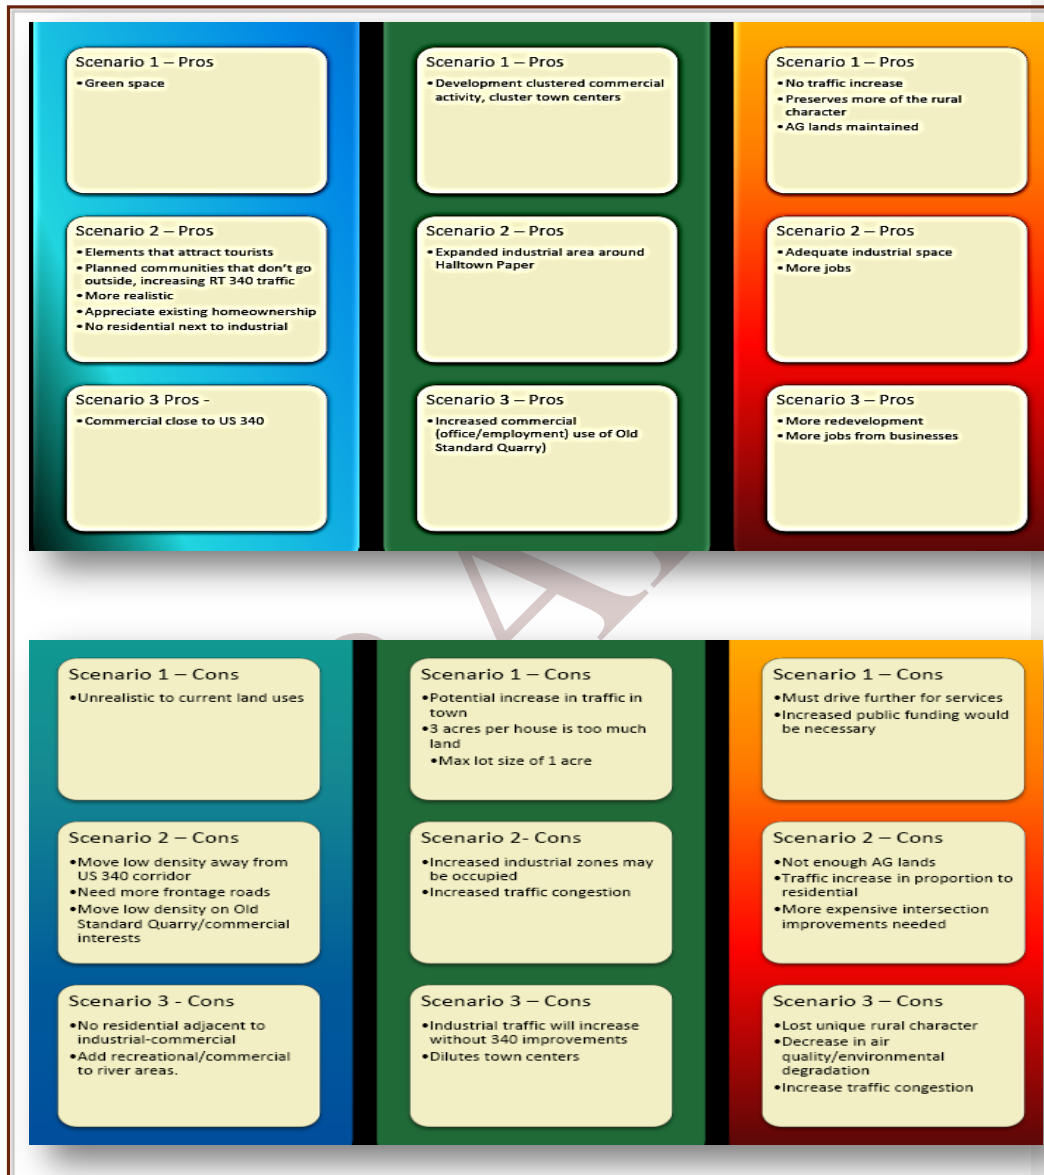 Scenario 1 – Pros
•Green space
Scenario 2 – Pros
•Elements that attract tourists
•Planned communities that don't go
outside, increasing RT 340 traffic
•More realistic
•Appreciate existing homeownership
•No residential next to industrial
Scenario 3 Pros -
•Commercial close to US 340
Scenario 1 – Pros
•Development clustered commercial
activity, cluster town centers
Scenario 2 – Pros
•Expanded industrial area around
Halltown Paper
Scenario 3 – Pros
•Increased commercial
(office/employment) use of Old
Standard Quarry)
Scenario 1 – Pros
•No traffic increase
•Preserves more of the rural
character
•AG lands maintained
Scenario 2 – Pros
•Adequate industrial space
•More jobs
Scenario 3 – Pros
•More redevelopment
•More jobs from businesses
Scenario 1 – Cons
•Unrealistic to current land uses
Scenario 2 – Cons
•Move low density away from
US 340 corridor
•Need more frontage roads
•Move low density on Old
Standard Quarry/commercial
interests
Scenario 3 - Cons
•No residential adjacent to
industrial-commercial
•Add recreational/commercial
to river areas.
Scenario 1 – Cons
•Potential increase in traffic in
town
•3 acres per house is too much
land
•Max lot size of 1 acre
Scenario 2- Cons
•Increased industrial zones may
be occupied
•Increased traffic congestion
Scenario 3 – Cons
•Industrial traffic will increase
without 340 improvements
•Dilutes town centers
Scenario 1 – Cons
•Must drive further for services
•Increased public funding would
be necessary
Scenario 2 – Cons
•Not enough AG lands
•Traffic increase in proportion to
residential
•More expensive intersection
improvements needed
Scenario 3 – Cons
•Lost unique rural character
•Decrease in air
quality/environmental
degradation
•Increase traffic congestion